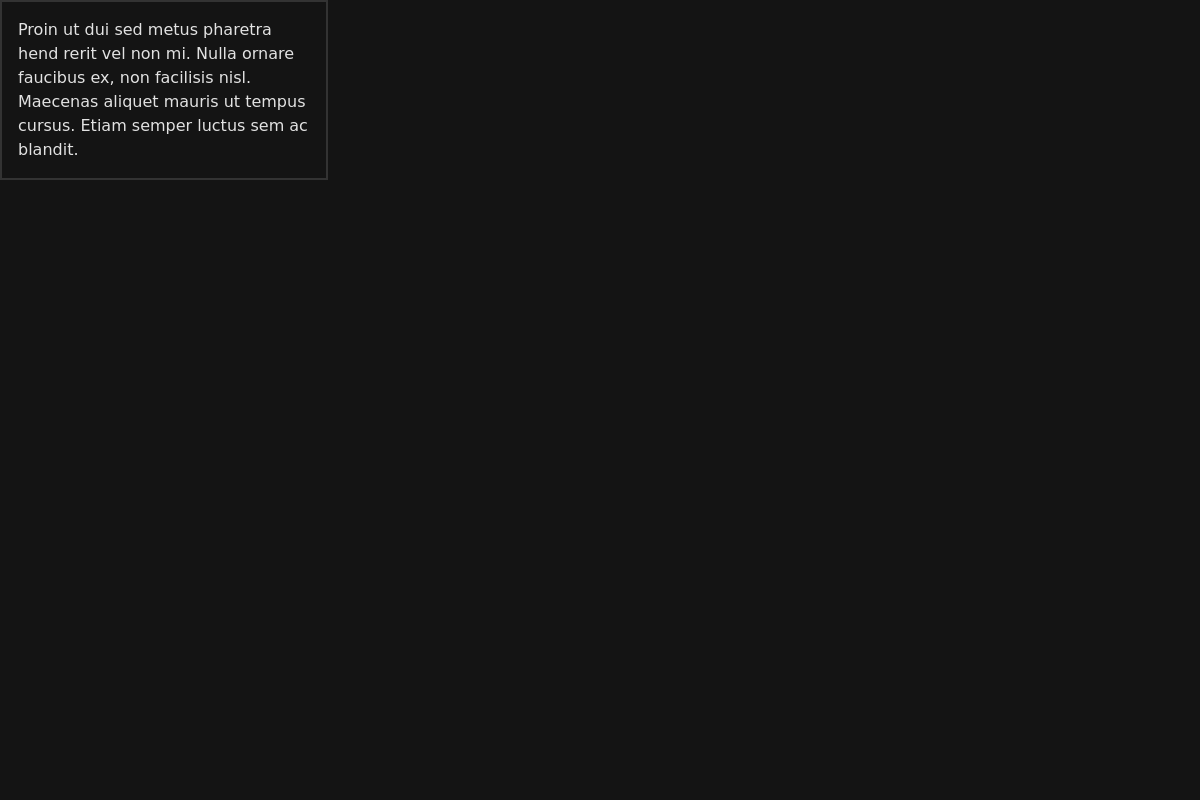 Proin ut dui sed metus pharetra
hend rerit vel non mi. Nulla ornare
faucibus ex, non facilisis nisl.
Maecenas aliquet mauris ut tempus
cursus. Etiam semper luctus sem ac
blandit.